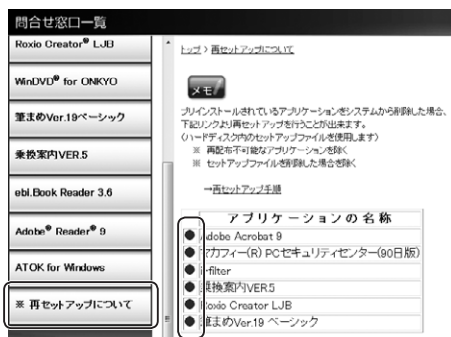 問合せ窓口一覧
Roxio Creator® LJB
WinDVD® for ONKYO
筆まめVer.19ベーシック
乗換案内VER.5
ebi.Book Reader 3.6
Adobe® Reader® 9
ATOK for Windows
※ 再セットアップについて
トップ > 再セットアップについて
メモ
プリインストールされているアプリケーションをシステムから削除した場合、
下記リンクより再セットアップを行うことが出来ます。
(ハードディスク内のセットアップファイルを使用します)
※ 再配布不可能なアプリケーションを除く
※ セットアップファイルを削除した場合を除く
→再セットアップ手順
アプリケーションの名称
● Adobe Acrobat 9
● マカフィー(R) PCセキュリティセンター(90日版)
● i-filter
● 乗換案内VER5
● Roxio Creator LJB
● 筆まめVer.19 ベーシック